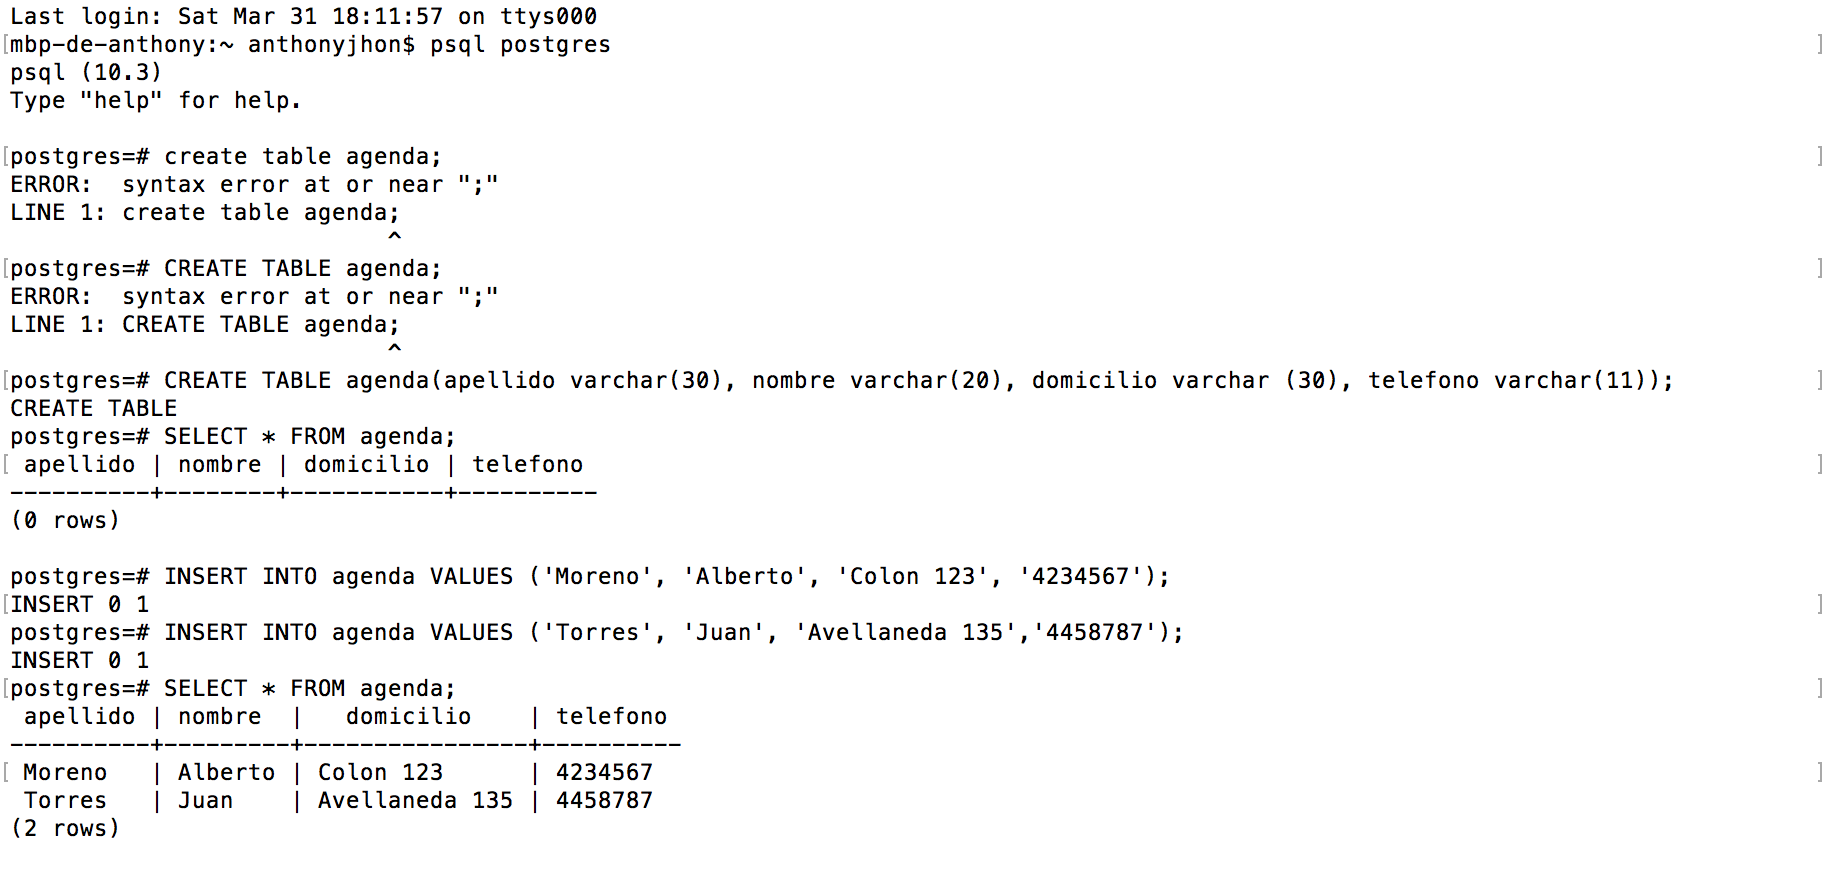 Last login: Sat Mar 31 18:11:57 on ttys000
[mbp-de-anthony:~ anthonyjhon$ psql postgres ]
psql (10.3)
Type "help" for help.

[postgres=# create table agenda; ]
ERROR:  syntax error at or near ";"
LINE 1: create table agenda;
                           ^
[postgres=# CREATE TABLE agenda; ]
ERROR:  syntax error at or near ";"
LINE 1: CREATE TABLE agenda;
                           ^
[postgres=# CREATE TABLE agenda(apellido varchar(30), nombre varchar(20), domicilio varchar (30), telefono varchar(11)); ]
CREATE TABLE
postgres=# SELECT * FROM agenda;
[ apellido | nombre | domicilio | telefono ]
----------+--------+-----------+----------
(0 rows)

postgres=# INSERT INTO agenda VALUES ('Moreno', 'Alberto', 'Colon 123', '4234567');
[INSERT 0 1 ]
postgres=# INSERT INTO agenda VALUES ('Torres', 'Juan', 'Avellaneda 135','4458787');
INSERT 0 1
[postgres=# SELECT * FROM agenda; ]
 apellido | nombre  |   domicilio    | telefono
----------+---------+----------------+----------
[ Moreno   | Alberto | Colon 123      | 4234567 ]
 Torres   | Juan    | Avellaneda 135 | 4458787
(2 rows)